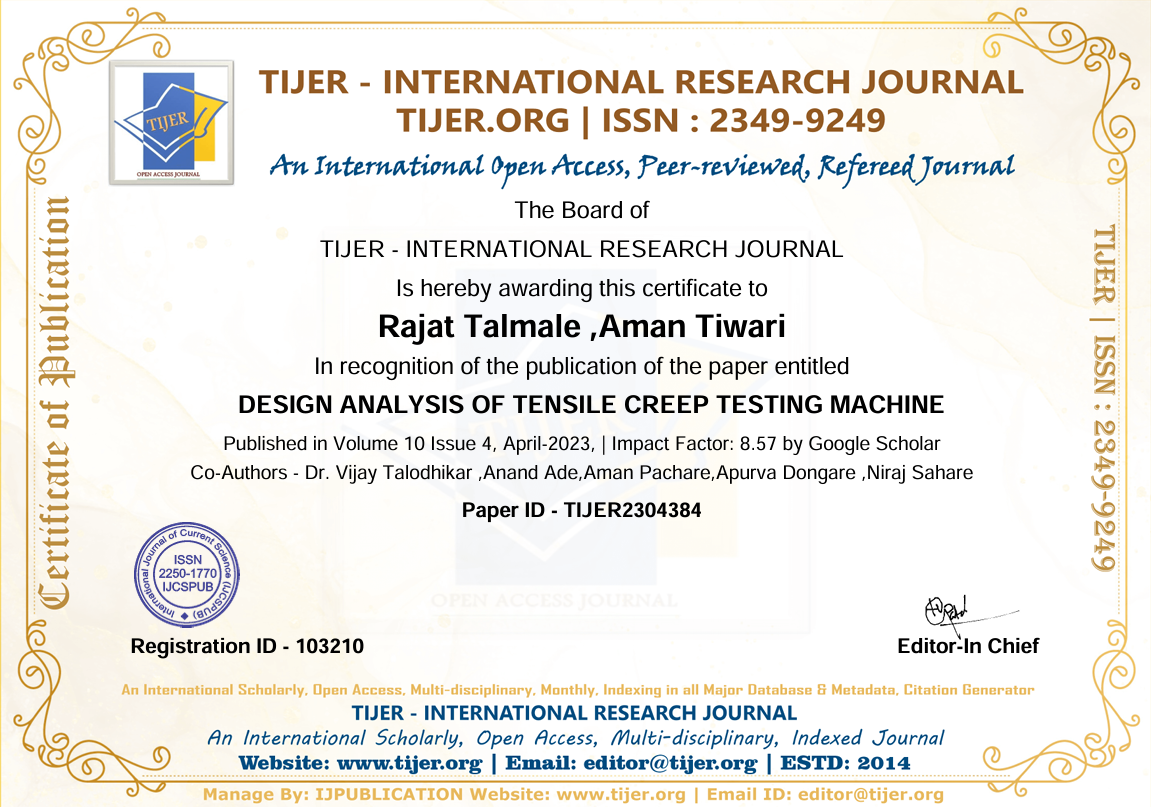 TIJER - INTERNATIONAL RESEARCH JOURNAL
TIJER.ORG | ISSN : 2349-9249
An International Open Access, Peer-reviewed, Refereed Journal
TIJER
OPEN ACCESS JOURNAL
The Board of
TIJER - INTERNATIONAL RESEARCH JOURNAL
Is hereby awarding this certificate to
Rajat Talmale ,Aman Tiwari
In recognition of the publication of the paper entitled
DESIGN ANALYSIS OF TENSILE CREEP TESTING MACHINE
Published in Volume 10 Issue 4, April-2023, | Impact Factor: 8.57 by Google Scholar
Co-Authors - Dr. Vijay Talodhikar ,Anand Ade,Aman Pachare,Apurva Dongare ,Niraj Sahare
Paper ID - TIJER2304384
Certificate of Publication
TIJER | ISSN : 2349-9249
International Journal of Current Science (IJCSPUB)
ISSN
2250-1770
IJCSPUB
OPEN ACCESS JOURNAL
Registration ID - 103210
Editor-In Chief
An International Scholarly, Open Access, Multi-disciplinary, Monthly, Indexing in all Major Database & Metadata, Citation Generator
TIJER - INTERNATIONAL RESEARCH JOURNAL
An International Scholarly, Open Access, Multi-disciplinary, Indexed Journal
Website: www.tijer.org | Email: editor@tijer.org | ESTD: 2014
Manage By: IJPUBLICATION Website: www.tijer.org | Email ID: editor@tijer.org